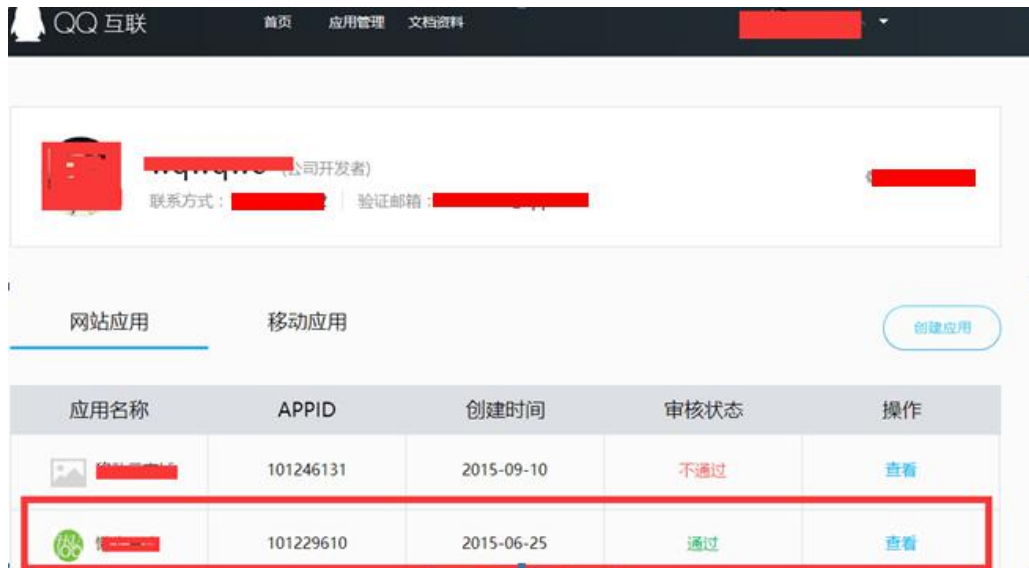 QQ互联 首页 应用管理 文档资料
(公司开发者)
联系方式： 验证邮箱：
网站应用 移动应用 创建应用
应用名称 APPID 创建时间 审核状态 操作
101246131 2015-09-10 不通过 查看
101229610 2015-06-25 通过 查看